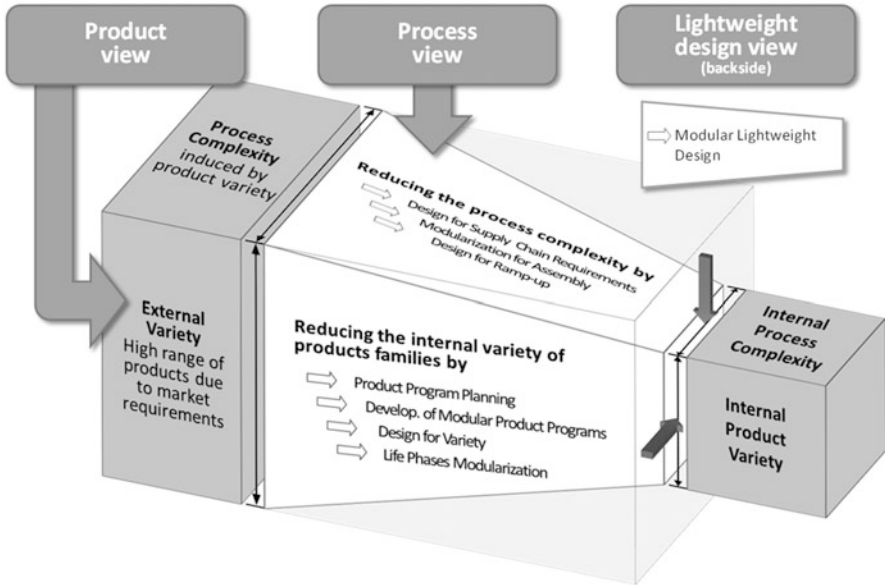 Product
view
Process
view
Lightweight
design view
(backside)
Modular Lightweight
Design
Process
Complexity
induced by
product variety
Reducing the process complexity by
Design for Supply Chain Requirements
Modularization for Assembly
Design for Ramp-up
External
Variety
High range of
products due
to market
requirements
Reducing the internal variety of
products families by
Product Program Planning
Develop. of Modular Product Programs
Design for Variety
Life Phases Modularization
Internal
Process
Complexity
Internal
Product
Variety